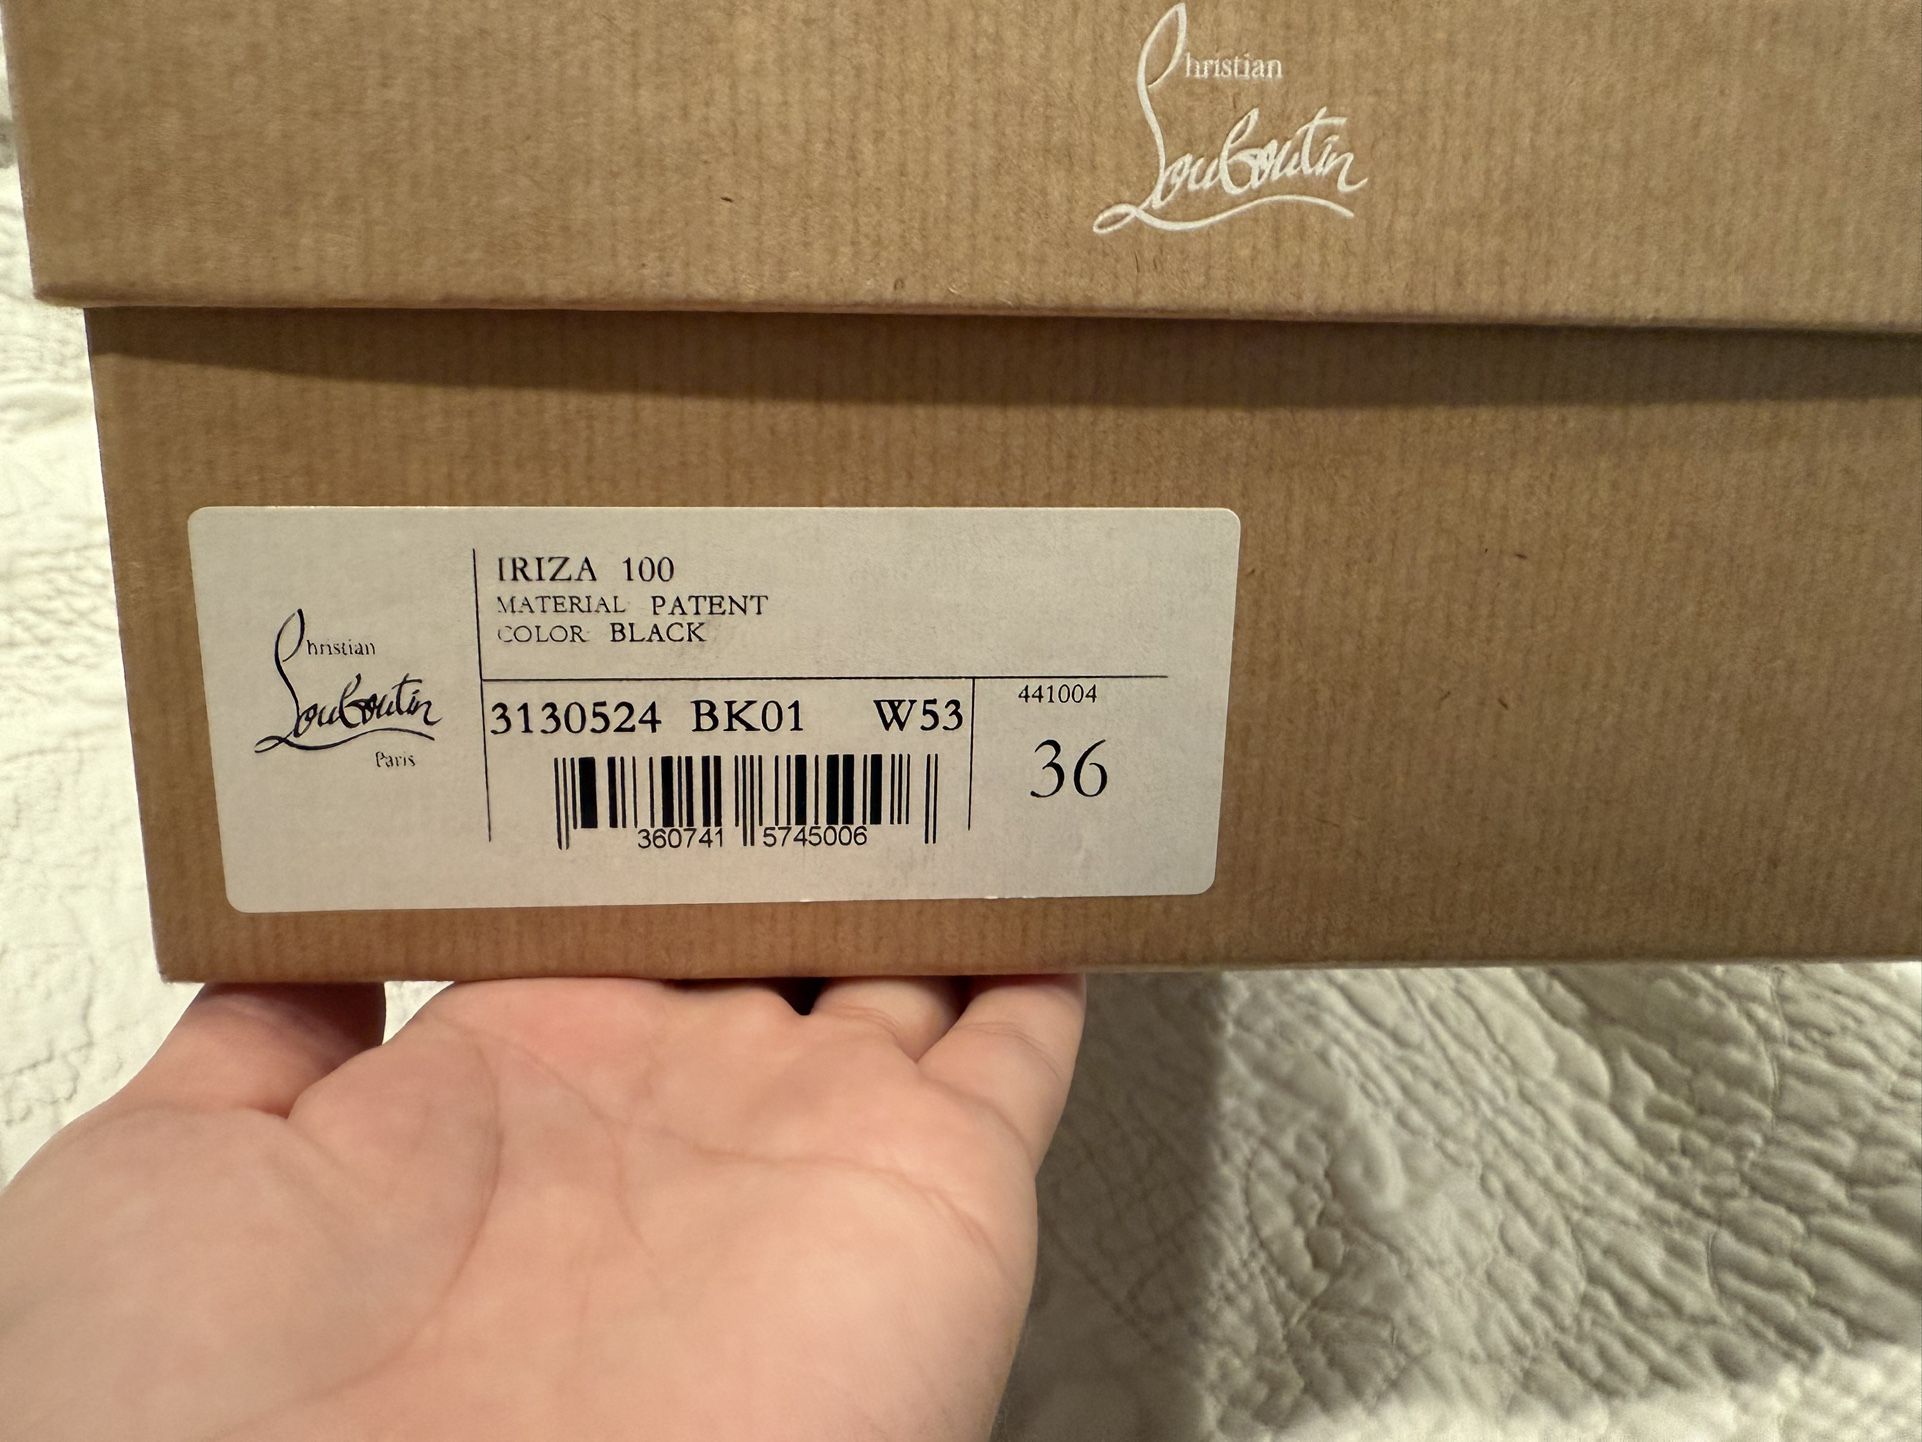 Christian
Louboutin
IRIZA 100
MATERIAL PATENT
COLOR BLACK
Christian
Louboutin
Paris
3130524 BK01 W53
441004
36
360741 5745006